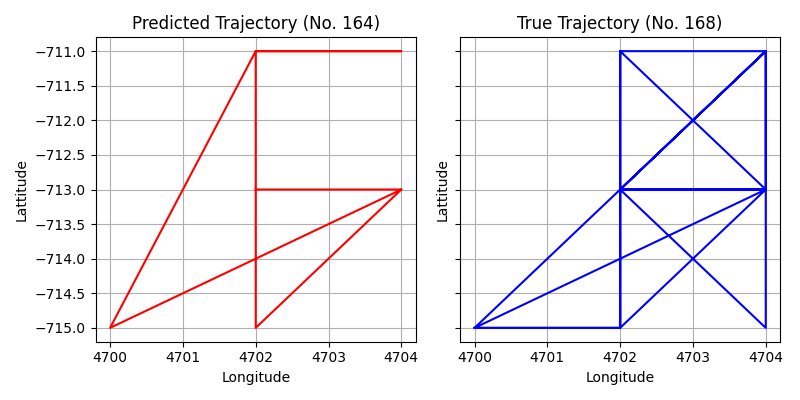 Predicted Trajectory (No. 164)
True Trajectory (No. 168)
−711.0
−711.5
−712.0
−712.5
−713.0
−713.5
−714.0
−714.5
−715.0
Lattitude
Lattitude
4700 4701 4702 4703 4704
4700 4701 4702 4703 4704
Longitude
Longitude